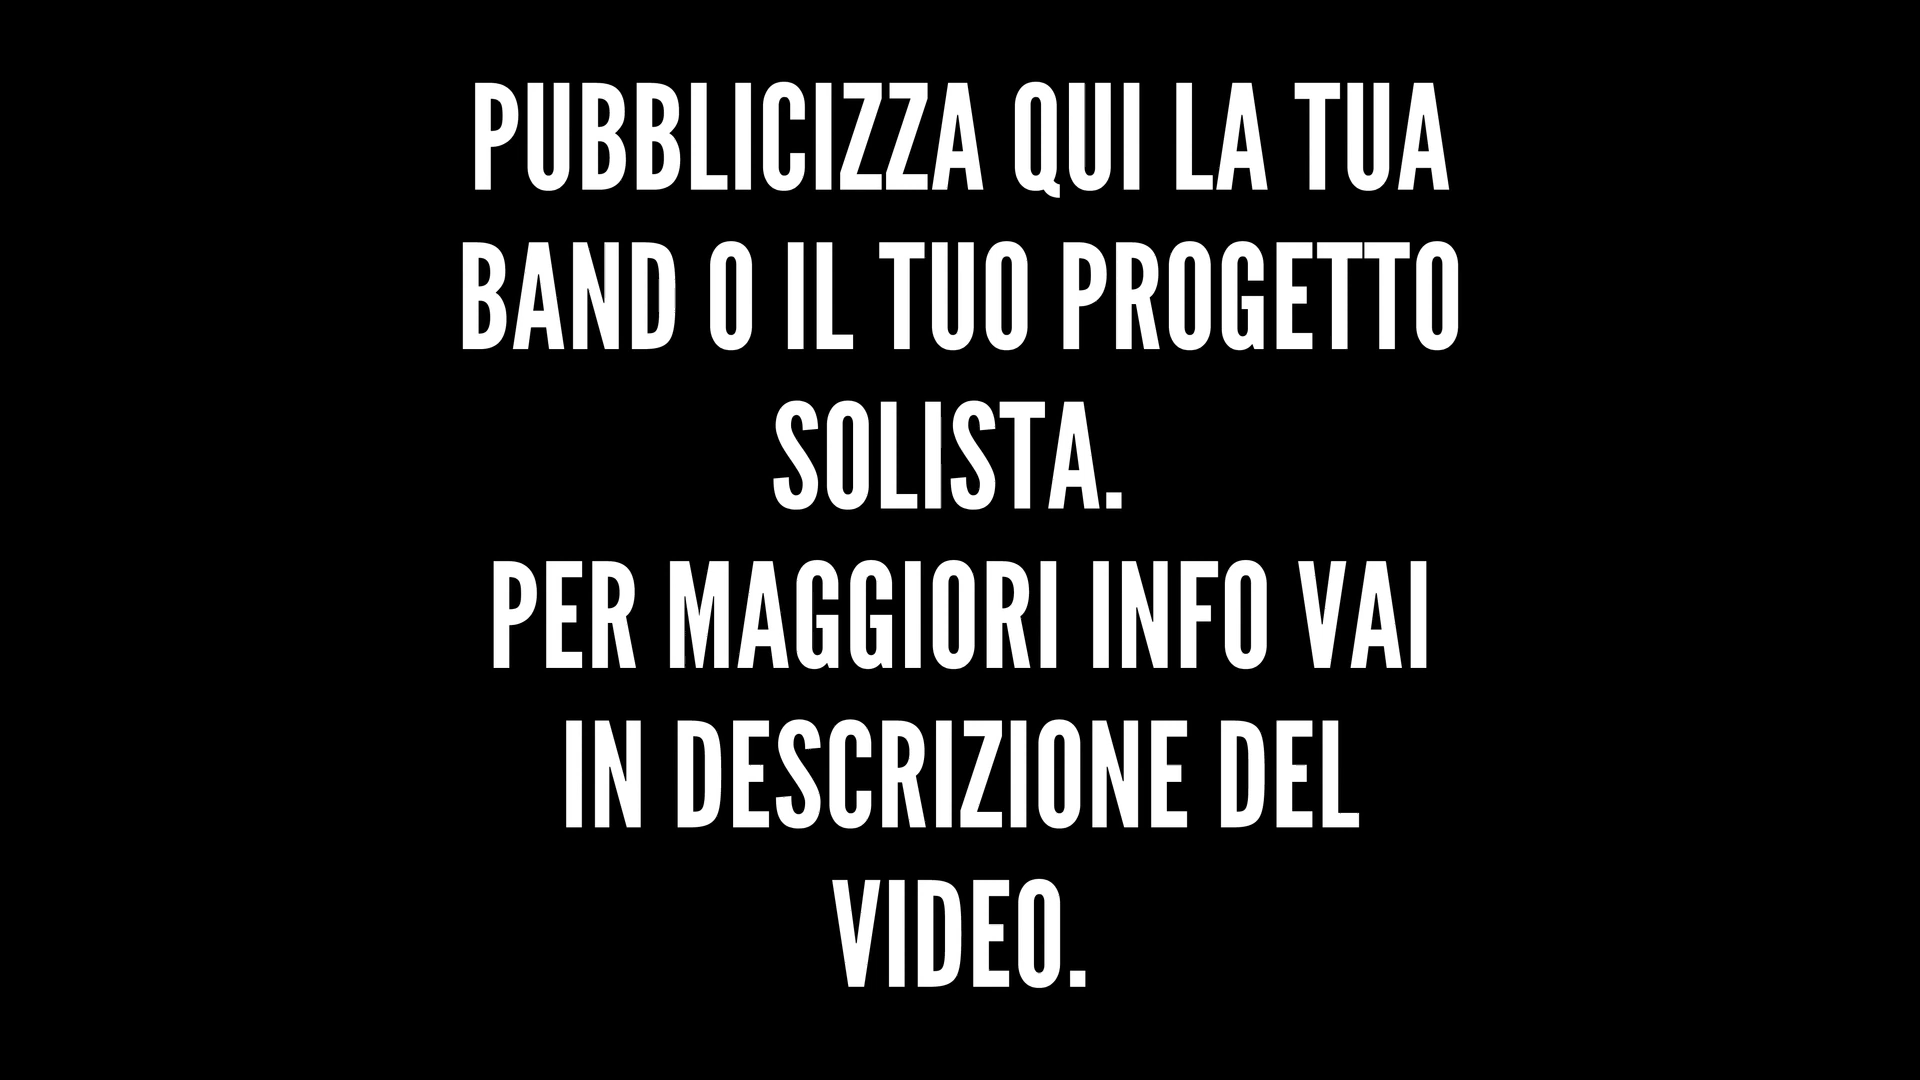 PUBBLICIZZA QUI LA TUA
BAND O IL TUO PROGETTO
SOLISTA.
PER MAGGIORI INFO VAI
IN DESCRIZIONE DEL
VIDEO.